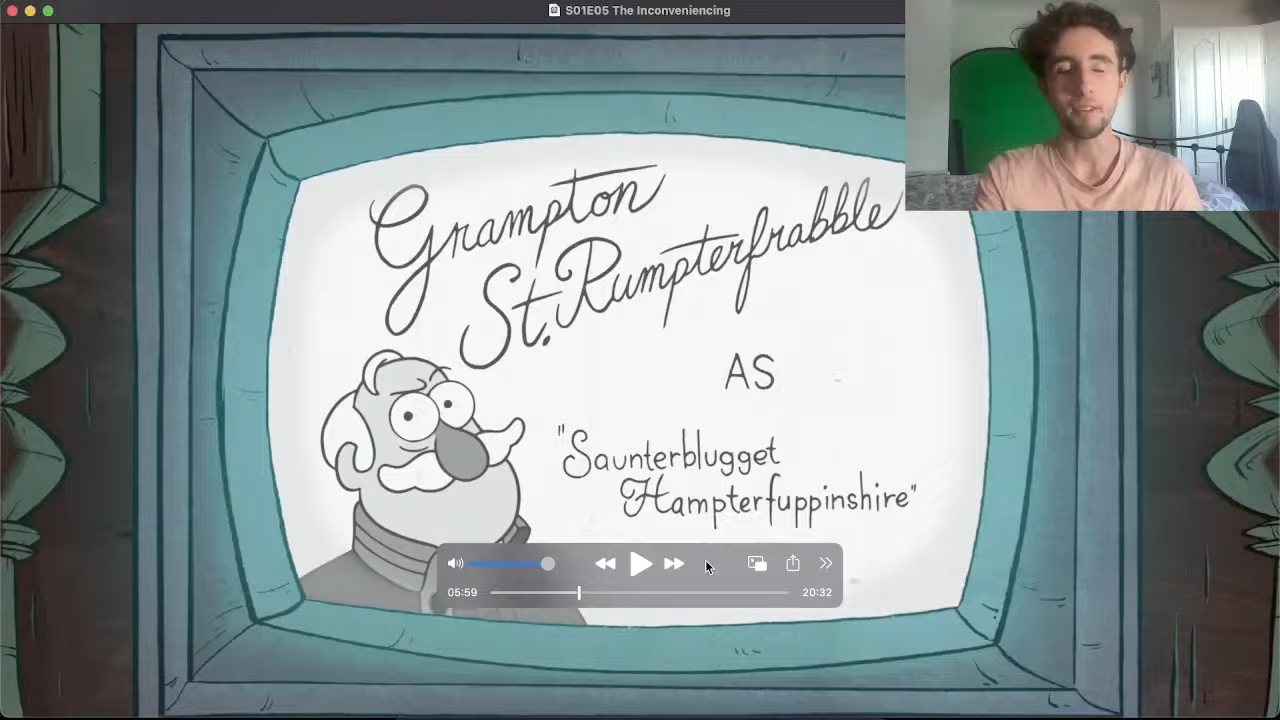 S01E05 The Inconveniencing
Grampton
St. Rumpterfrabble
AS
"Saunterblugget
Hampterfuppinshire"
05:59
20:32